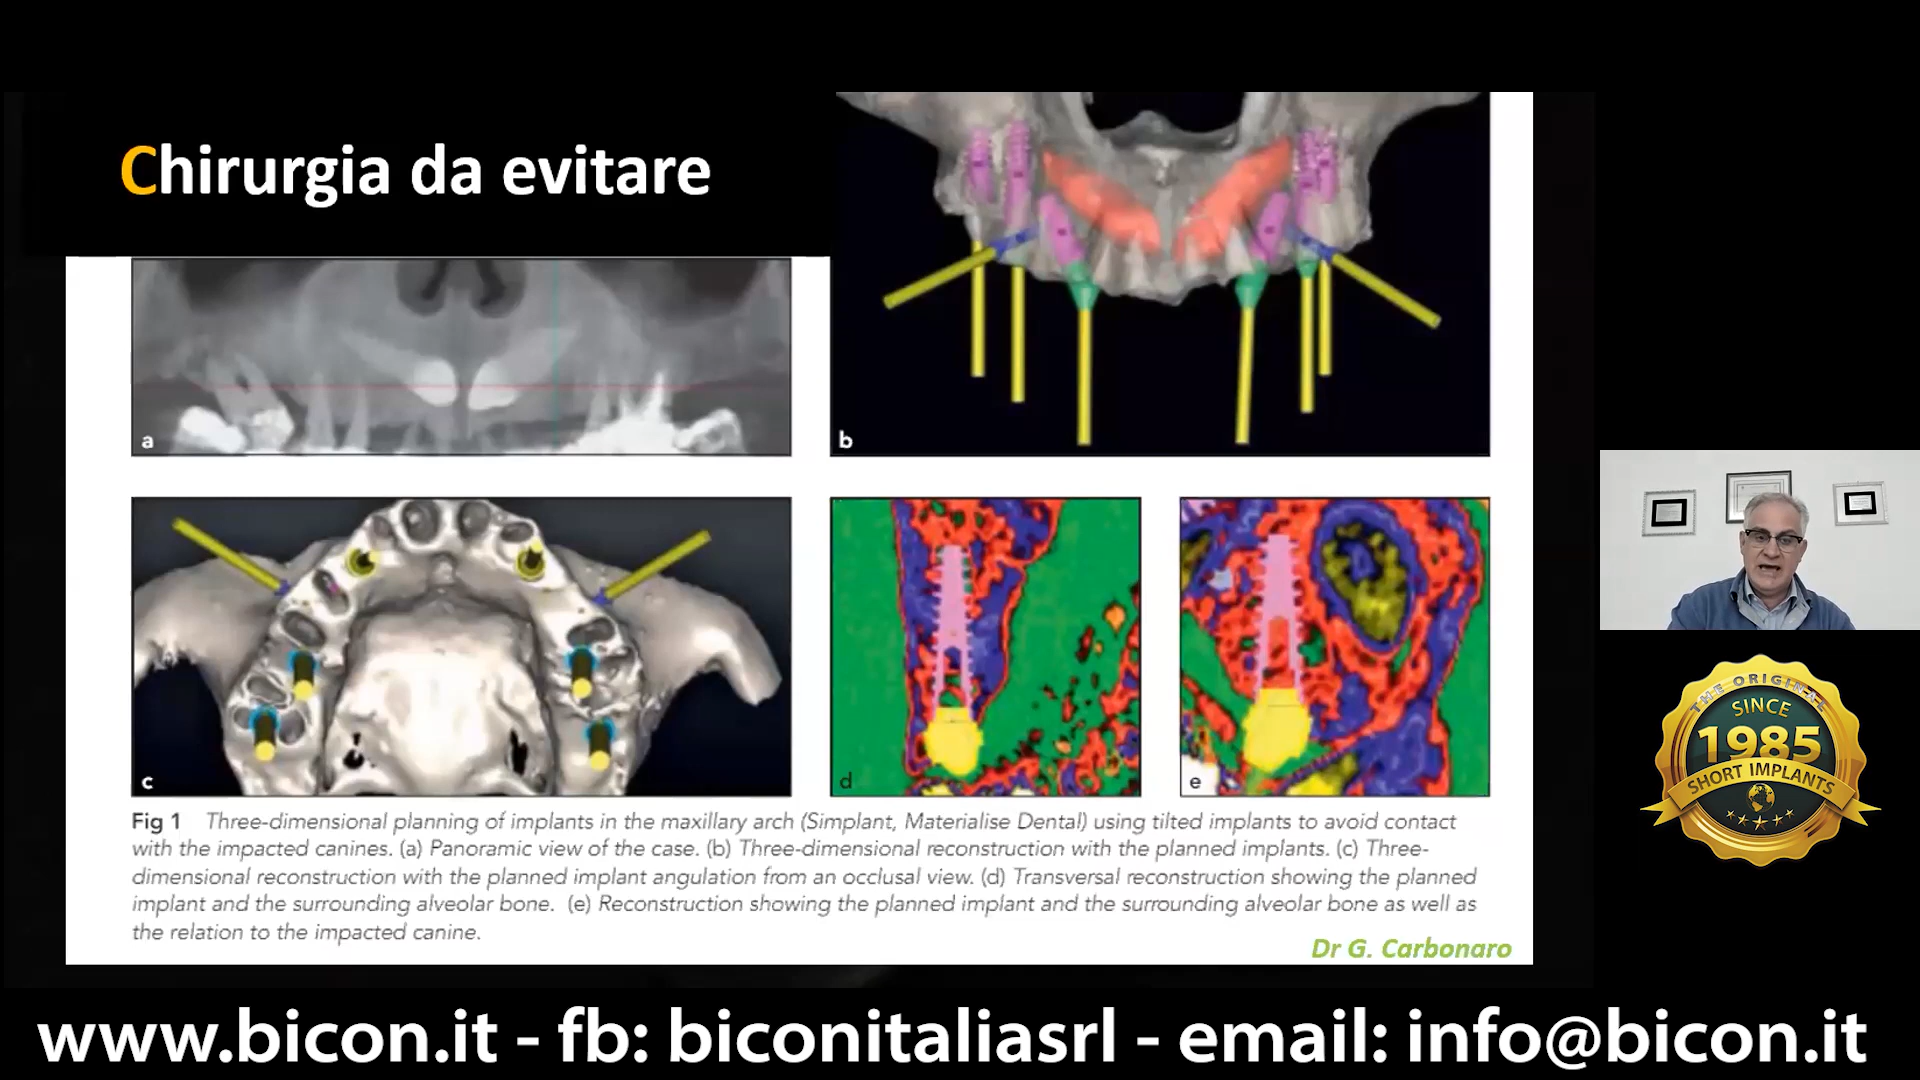 Chirurgia da evitare
a
b
c
d
e
Fig 1 Three-dimensional planning of implants in the maxillary arch (Simplant, Materialise Dental) using tilted implants to avoid contact
with the impacted canines. (a) Panoramic view of the case. (b) Three-dimensional reconstruction with the planned implants. (c) Three-
dimensional reconstruction with the planned implant angulation from an occlusal view. (d) Transversal reconstruction showing the planned
implant and the surrounding alveolar bone. (e) Reconstruction showing the planned implant and the surrounding alveolar bone as well as
the relation to the impacted canine.
Dr G. Carbonaro
THE ORIGINAL
SINCE
1985
SHORT IMPLANTS
www.bicon.it - fb: biconitaliasrl - email: info@bicon.it